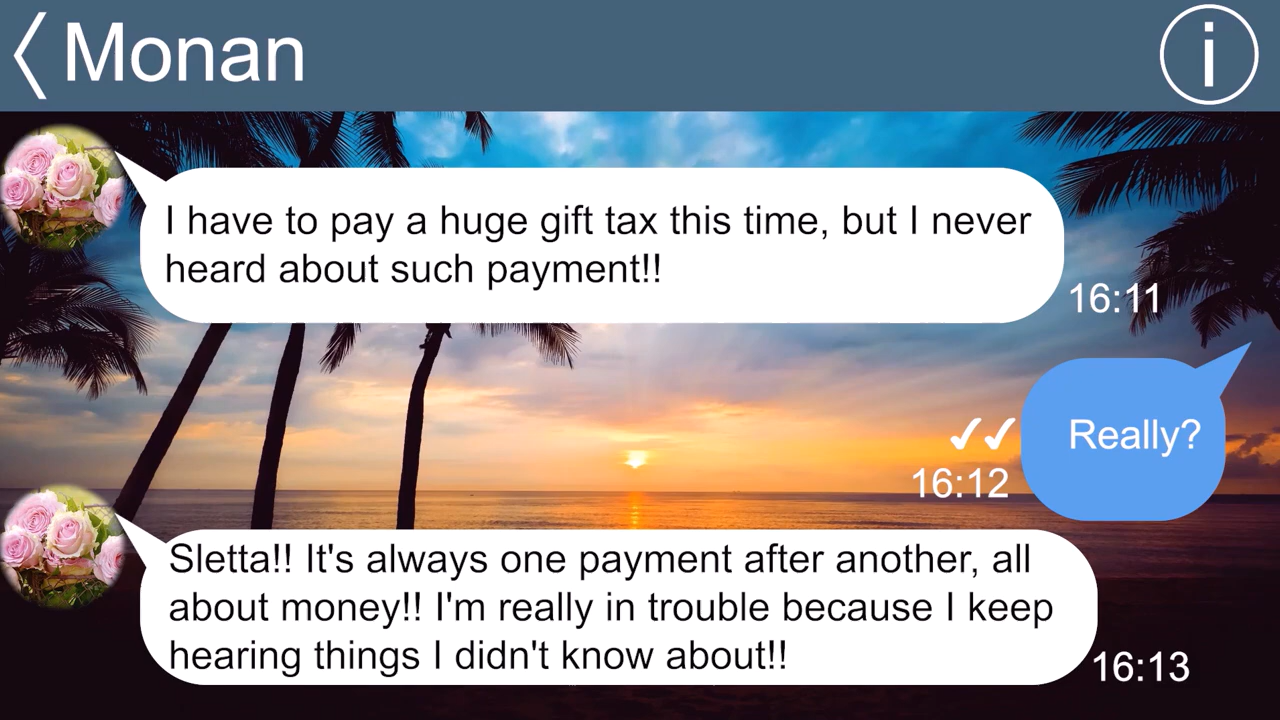 Monan
i
I have to pay a huge gift tax this time, but I never
heard about such payment!!
16:11
Really?
16:12
Sletta!! It's always one payment after another, all
about money!! I'm really in trouble because I keep
hearing things I didn't know about!!
16:13